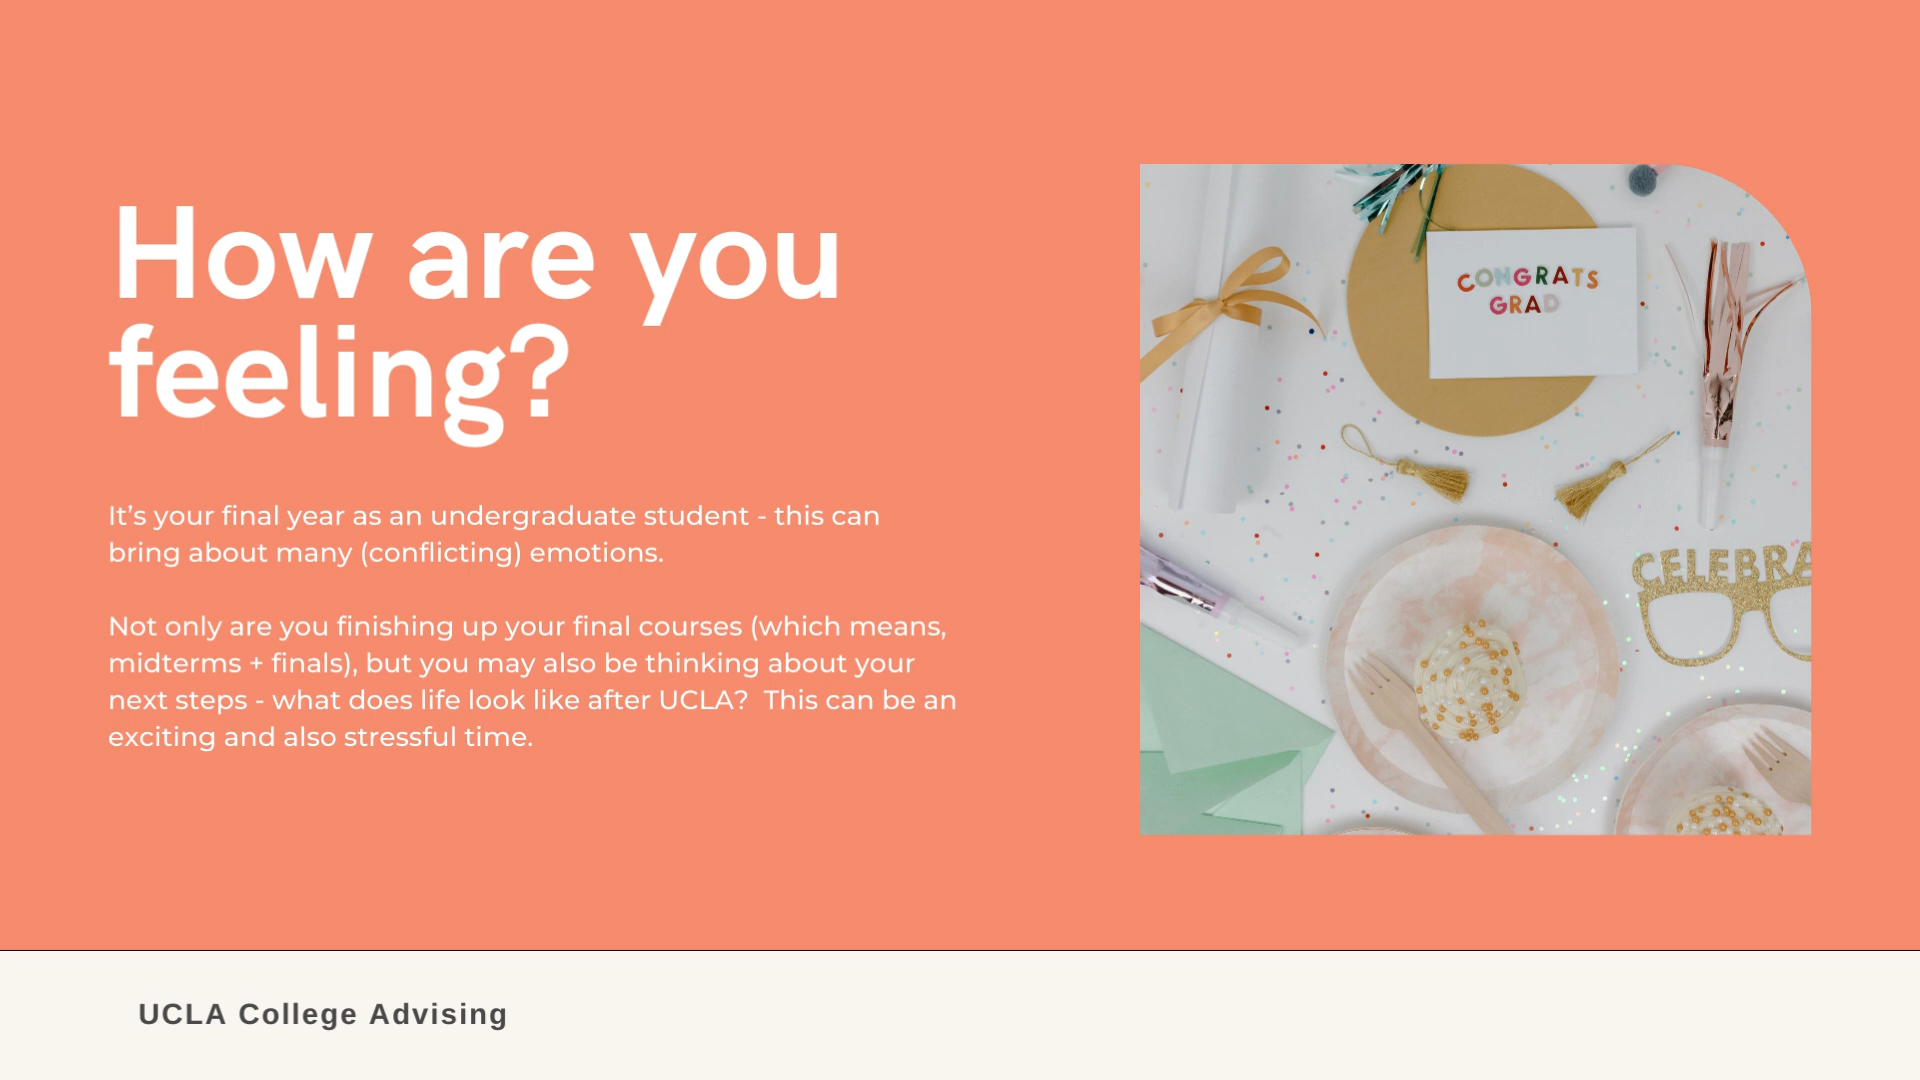 How are you
feeling?
It’s your final year as an undergraduate student - this can
bring about many (conflicting) emotions.
Not only are you finishing up your final courses (which means,
midterms + finals), but you may also be thinking about your
next steps - what does life look like after UCLA?  This can be an
exciting and also stressful time.
CONGRATS
GRAD
CELEBRA
UCLA College Advising